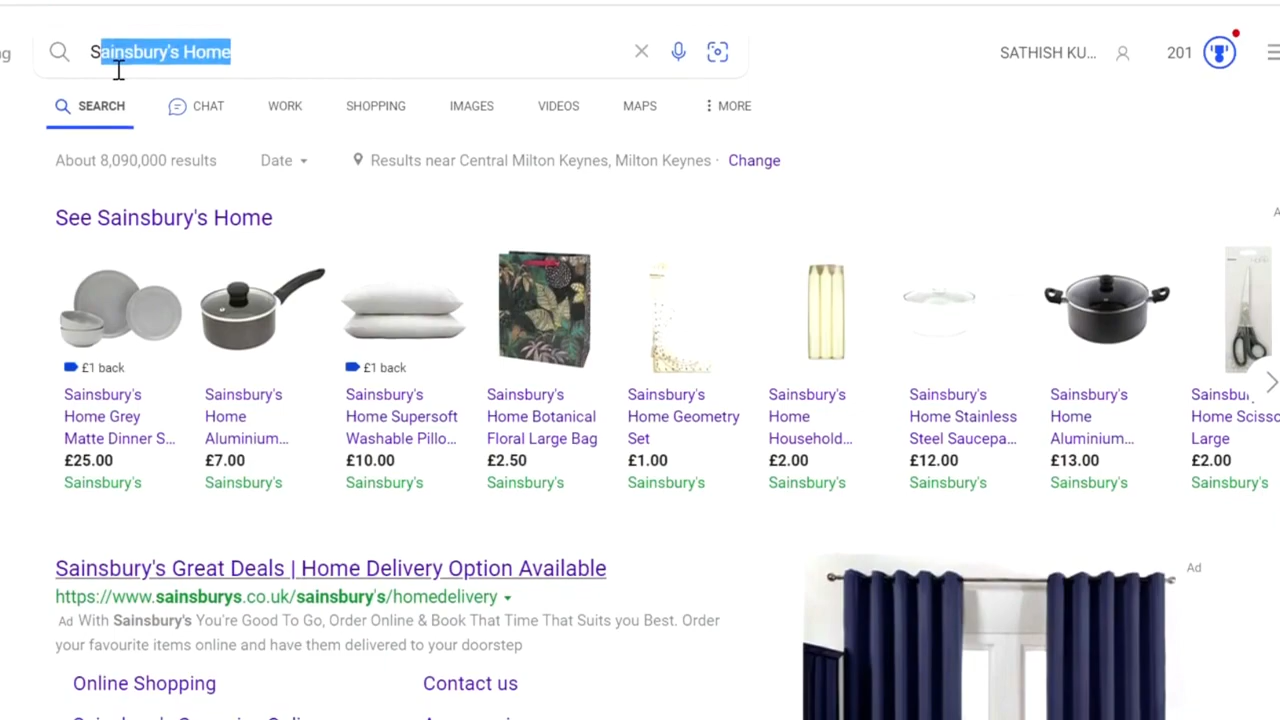 g
Sainsbury's Home
SATHISH KU...
201
SEARCH
CHAT
WORK
SHOPPING
IMAGES
VIDEOS
MAPS
MORE
About 8,090,000 results
Date
Results near Central Milton Keynes, Milton Keynes ·
Change
See Sainsbury's Home
£1 back
£1 back
Sainsbury's
Home Grey
Matte Dinner S...
£25.00
Sainsbury's
Sainsbury's
Home
Aluminium...
£7.00
Sainsbury's
Sainsbury's
Home Supersoft
Washable Pillo...
£10.00
Sainsbury's
Sainsbury's
Home Botanical
Floral Large Bag
£2.50
Sainsbury's
Sainsbury's
Home Geometry
Set
£1.00
Sainsbury's
Sainsbury's
Home
Household...
£2.00
Sainsbury's
Sainsbury's
Home Stainless
Steel Saucepa...
£12.00
Sainsbury's
Sainsbury's
Home
Aluminium...
£13.00
Sainsbury's
Home Scisso
Large
£2.00
Sainsbury's
Sainsbury's Great Deals | Home Delivery Option Available
https://www.sainsburys.co.uk/sainsbury's/homedelivery
Ad With Sainsbury's You're Good To Go, Order Online & Book That Time That Suits you Best. Order
your favourite items online and have them delivered to your doorstep
Ad
Online Shopping
Contact us